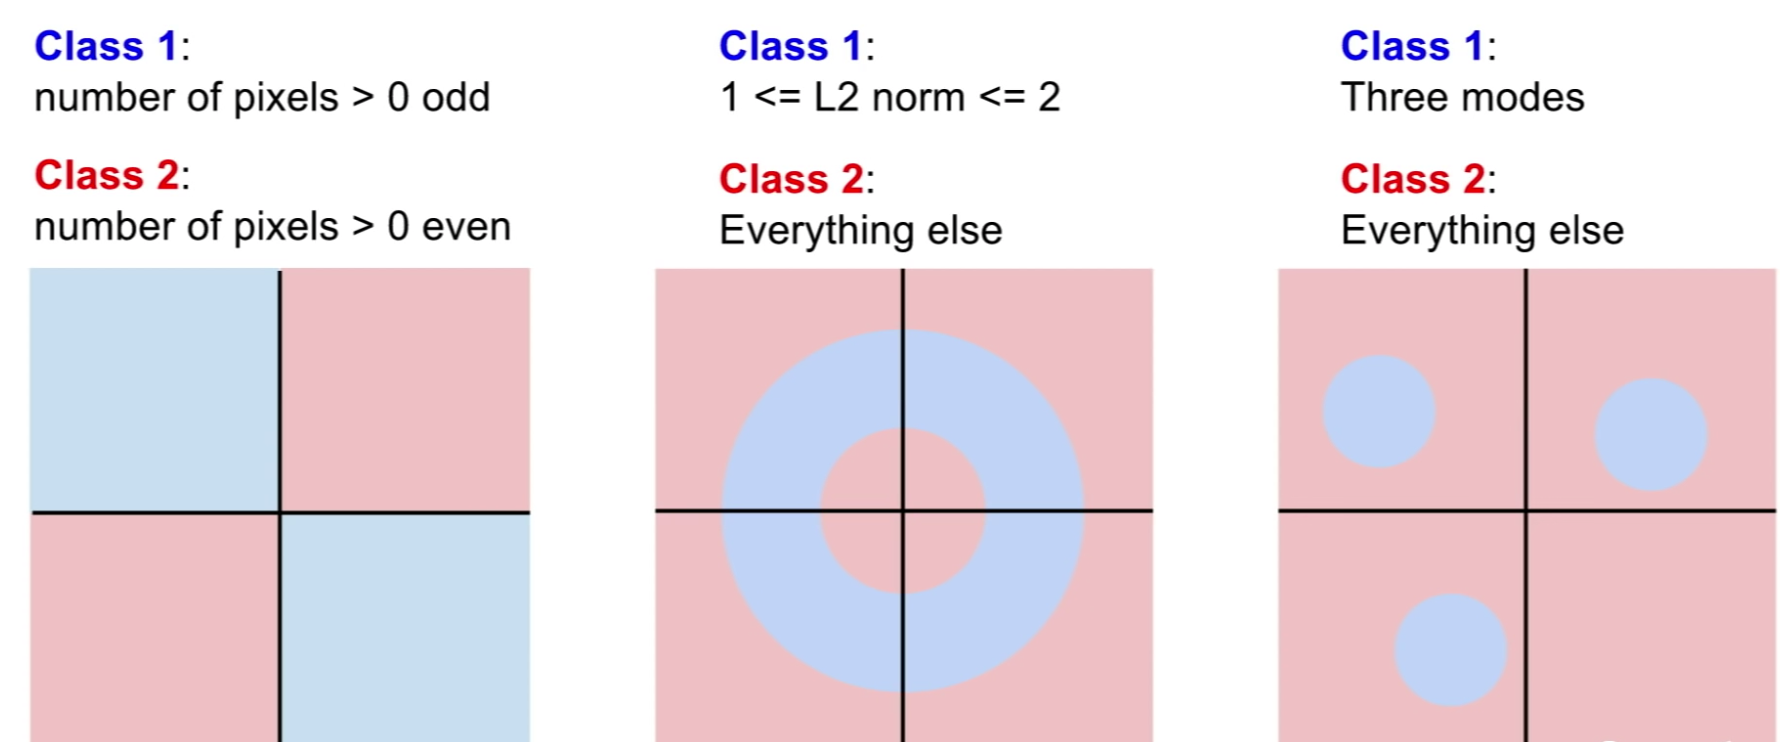 Class 1:
number of pixels > 0 odd
Class 2:
number of pixels > 0 even
Class 1:
1 <= L2 norm <= 2
Class 2:
Everything else
Class 1:
Three modes
Class 2:
Everything else